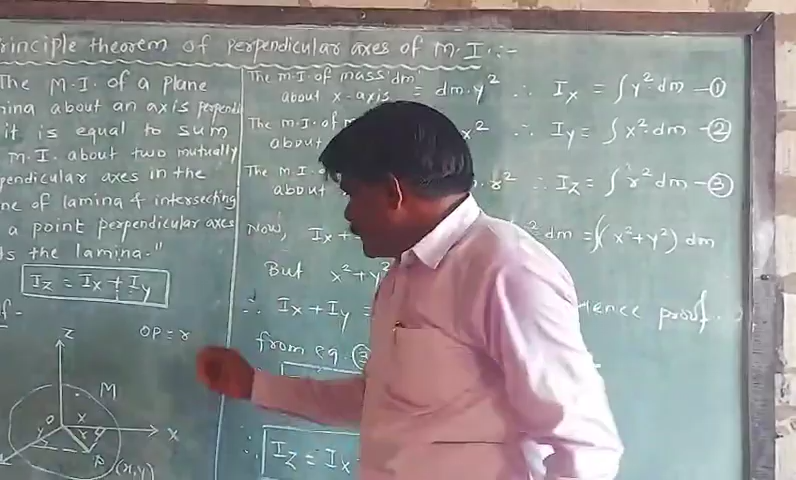 rinciple theorem of perpendicular axes of M.I. :-
The M.I. of a plane
mina about an axis perpendi
it is equal to sum
M.I. about two mutually
pendicular axes in the
ne of lamina & intersecting
a point perpendicular axes
the lamina."
Iz = Ix + Iy
f-
OP = r
Z
M
O
x
X
y
P (x,y)
The M.I. of mass 'dm'
about x-axis = dm.y² ∴ Ix = ∫y² dm - ①
The M.I. of
about x² ∴ Iy = ∫x² dm - ②
The M.I.
about r² ∴ Iz = ∫r² dm - ③
Now, Ix + ² dm = ∫(x²+y²) dm
But x²+y²
∴ Ix + Iy = Hence proof.
from eq. ③
∴ Iz = Ix